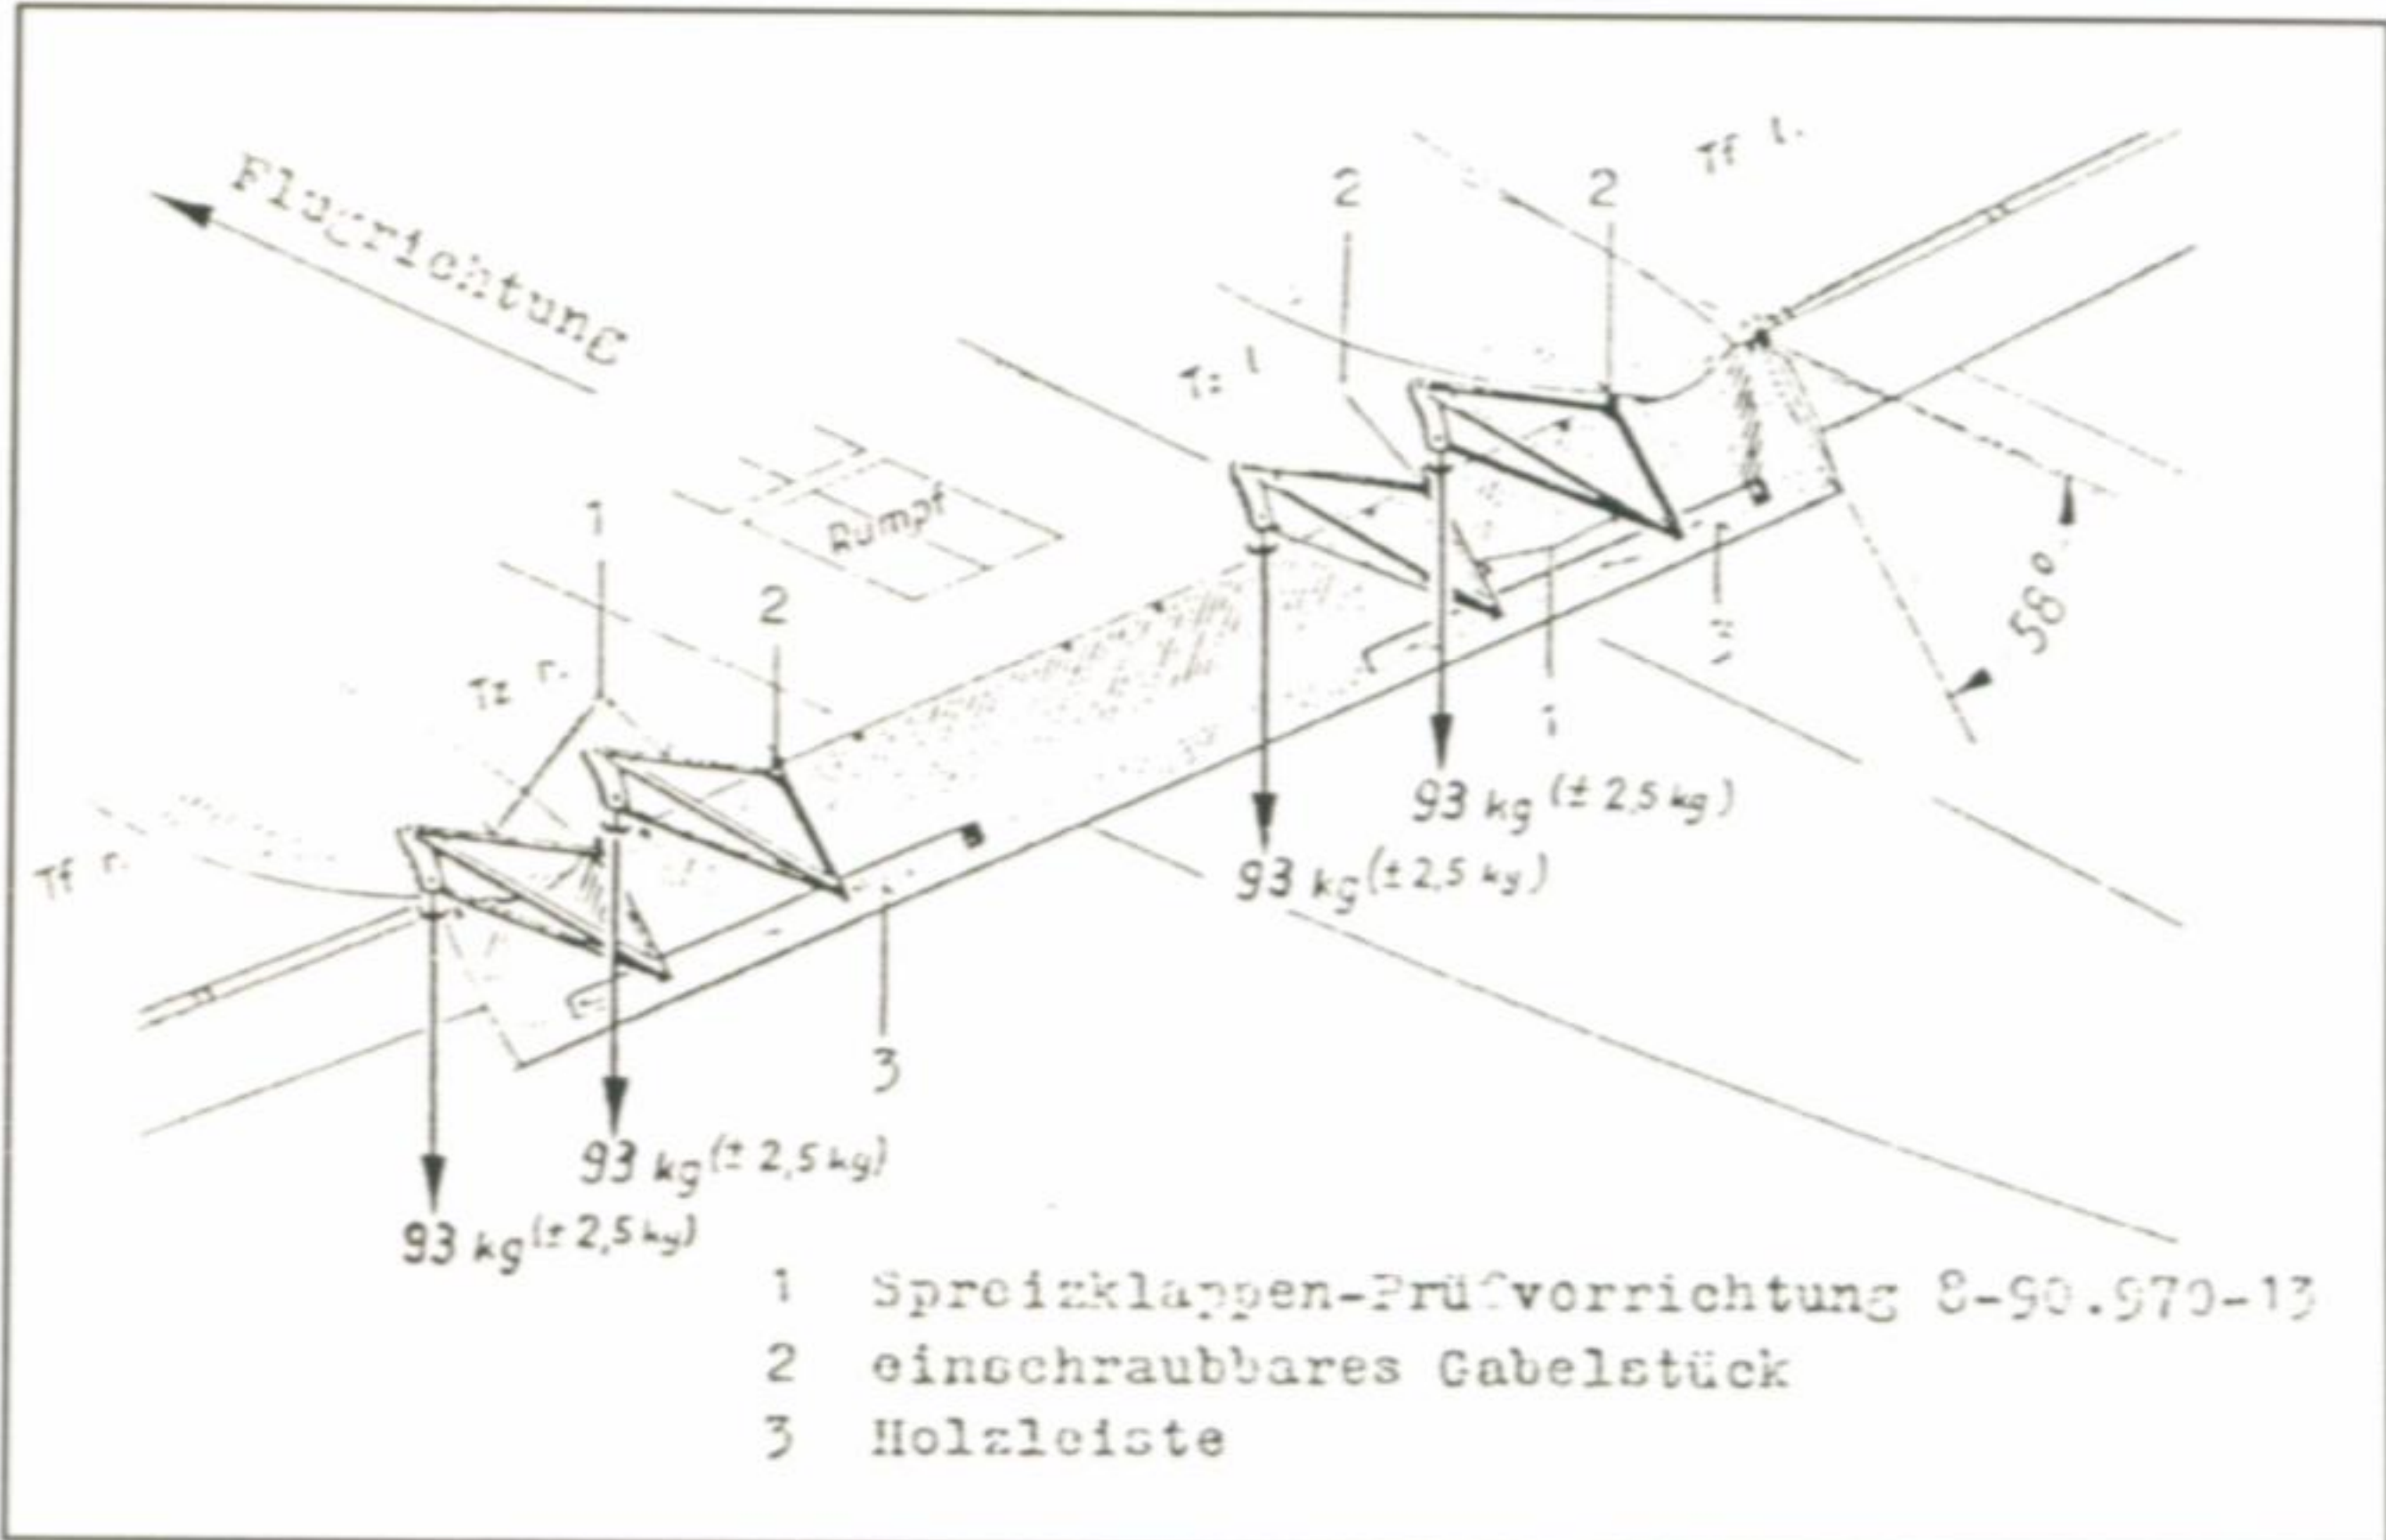 Flugrichtung
Tf l.
2
2
Tz l
Rumpf
1
2
58°
Tz r.
3
1
93 kg (± 2,5 kg)
93 kg (± 2,5 kg)
Tf r.
3
93 kg (± 2,5 kg)
93 kg (± 2,5 kg)
1 Spreizklappen-Prüfvorrichtung 8-90.970-13
2 einschraubbares Gabelstück
3 Holzleiste